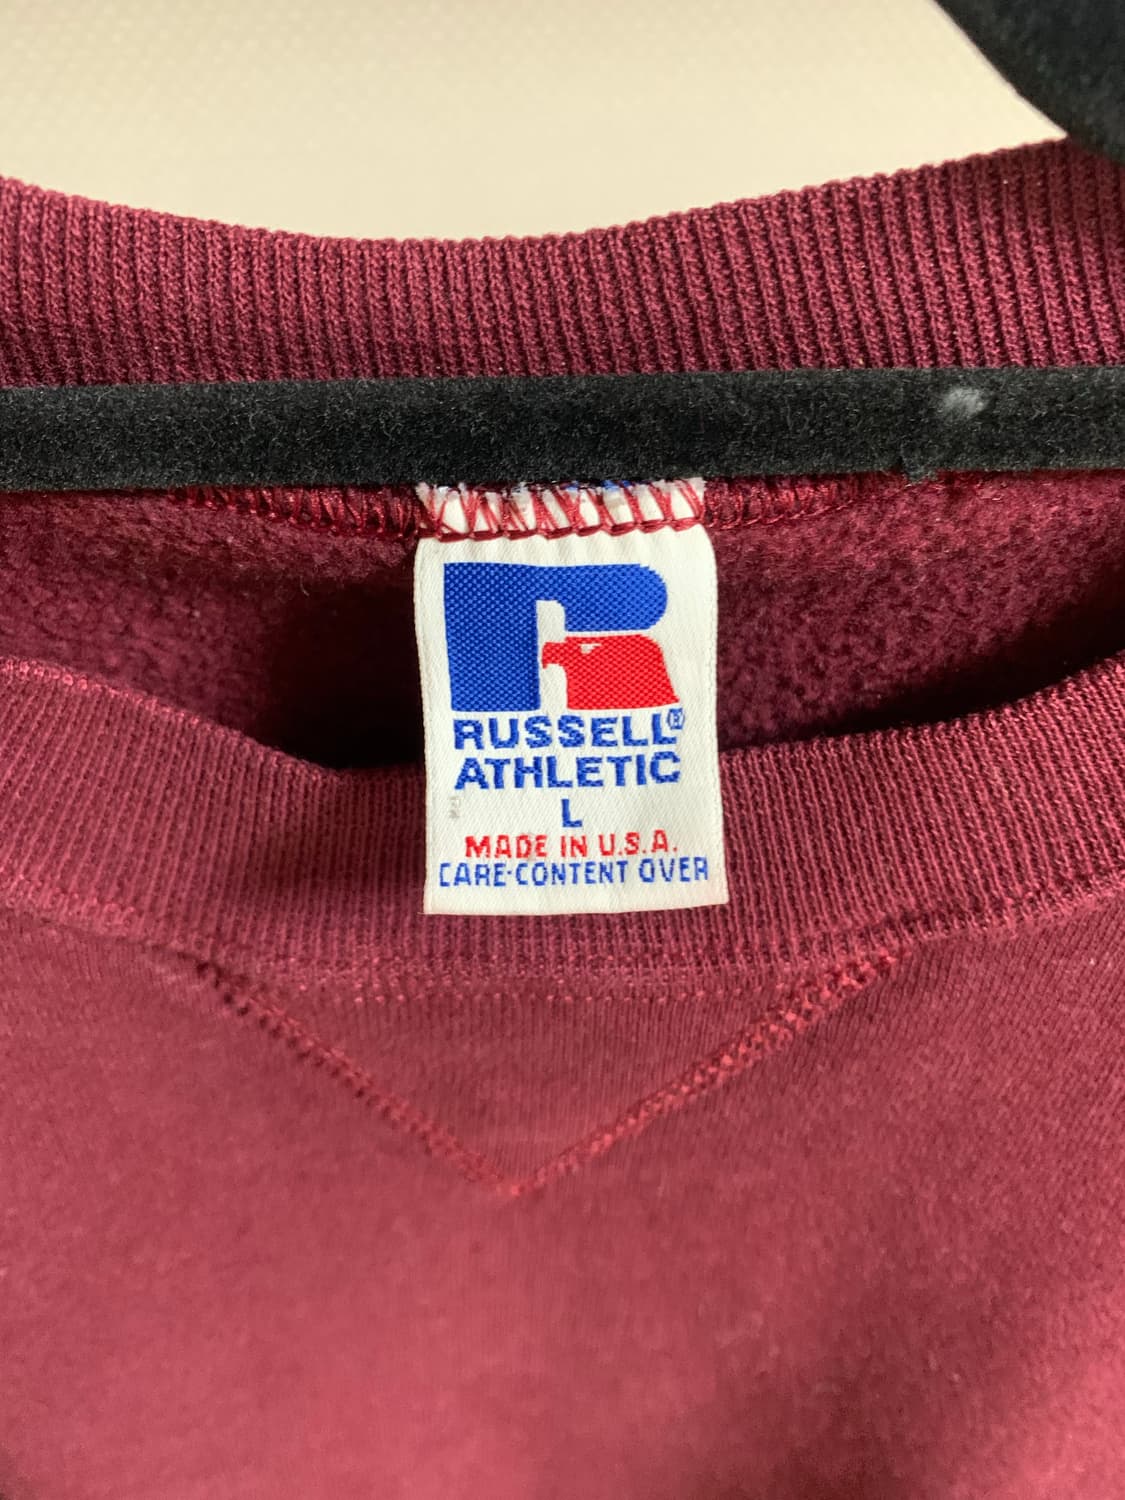 RUSSELL®
ATHLETIC
L
MADE IN U.S.A.
CARE-CONTENT OVER